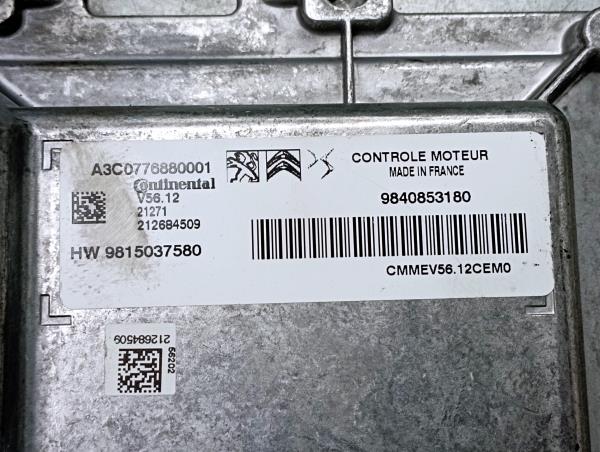 A3C0776880001
Continental
V56.12
21271
212684509
HW 9815037580
CONTROLE MOTEUR
MADE IN FRANCE
9840853180
CMMEV56.12CEM0
56202
212684509